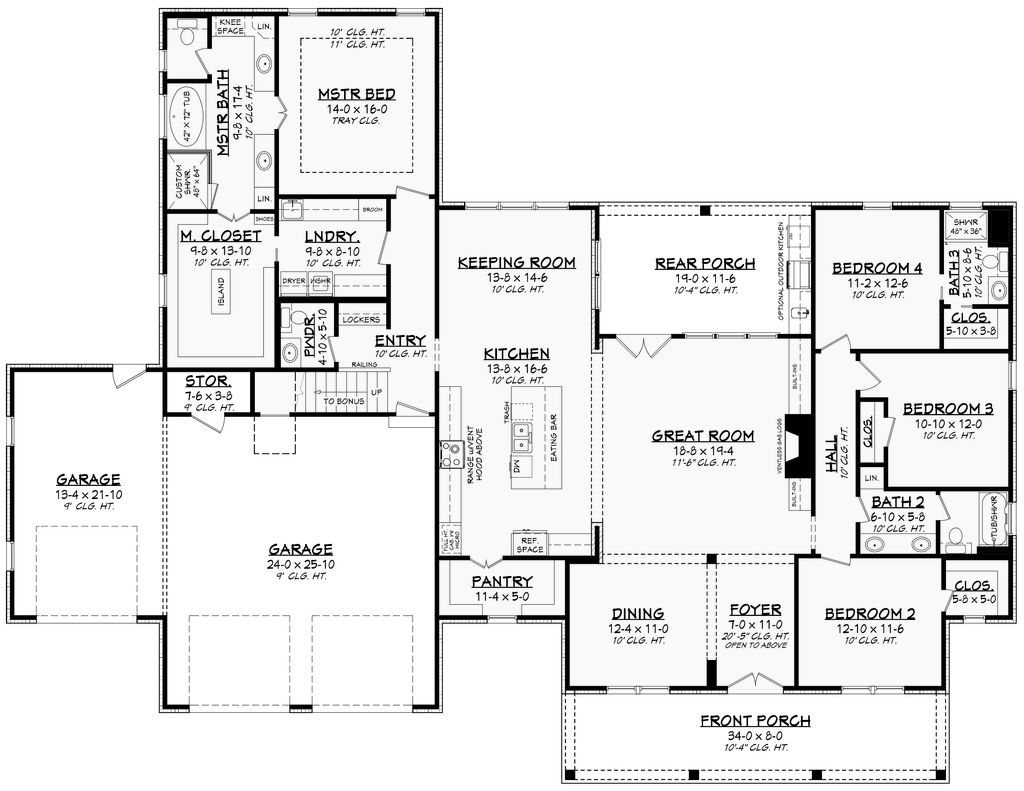 KNEE
SPACE
LIN.
MSTR BATH
9-8 x 17-4
10' CLG. HT.
42" X 72" TUB
CUSTOM
SHWR.
48" x 64"
LIN.
10' CLG. HT.
11' CLG. HT.
MSTR BED
14-0 x 16-0
TRAY CLG.
SHOES
M. CLOSET
9-8 x 13-10
10' CLG. HT.
ISLAND
BROOM
LNDRY.
9-8 x 8-10
10' CLG. HT.
DRYER
WSHR
PWDR.
4-10 x 5-10
LOCKERS
ENTRY
10' CLG. HT.
RAILING
UP
TO BONUS
STOR.
7-6 x 3-8
9' CLG. HT.
GARAGE
13-4 x 21-10
9' CLG. HT.
GARAGE
24-0 x 25-10
9' CLG. HT.
KEEPING ROOM
13-8 x 14-6
10' CLG. HT.
KITCHEN
13-8 x 16-6
10' CLG. HT.
TRASH
DW
EATING BAR
RANGE w/VENT
HOOD ABOVE
FULL HT.
CAB. W/
MICRO
REF.
SPACE
PANTRY
11-4 x 5-0
REAR PORCH
19-0 x 11-6
10'-4" CLG. HT.
OPTIONAL OUTDOOR KITCHEN
GREAT ROOM
18-8 x 19-4
11'-6" CLG. HT.
BUILT-INS
VENTLESS GAS LOGS
BUILT-INS
HALL
10' CLG. HT.
BEDROOM 4
11-2 x 12-6
10' CLG. HT.
SHWR
48" x 36"
BATH 3
5-10 x 8-6
10' CLG. HT.
CLOS.
5-10 x 3-8
BEDROOM 3
10-10 x 12-0
10' CLG. HT.
CLOS.
LIN.
BATH 2
6-10 x 5-8
10' CLG. HT.
TUB/SHWR
DINING
12-4 x 11-0
10' CLG. HT.
FOYER
7-0 x 11-0
20'-5" CLG. HT.
OPEN TO ABOVE
BEDROOM 2
12-10 x 11-6
10' CLG. HT.
CLOS.
5-8 x 5-0
FRONT PORCH
34-0 x 8-0
10'-4" CLG. HT.